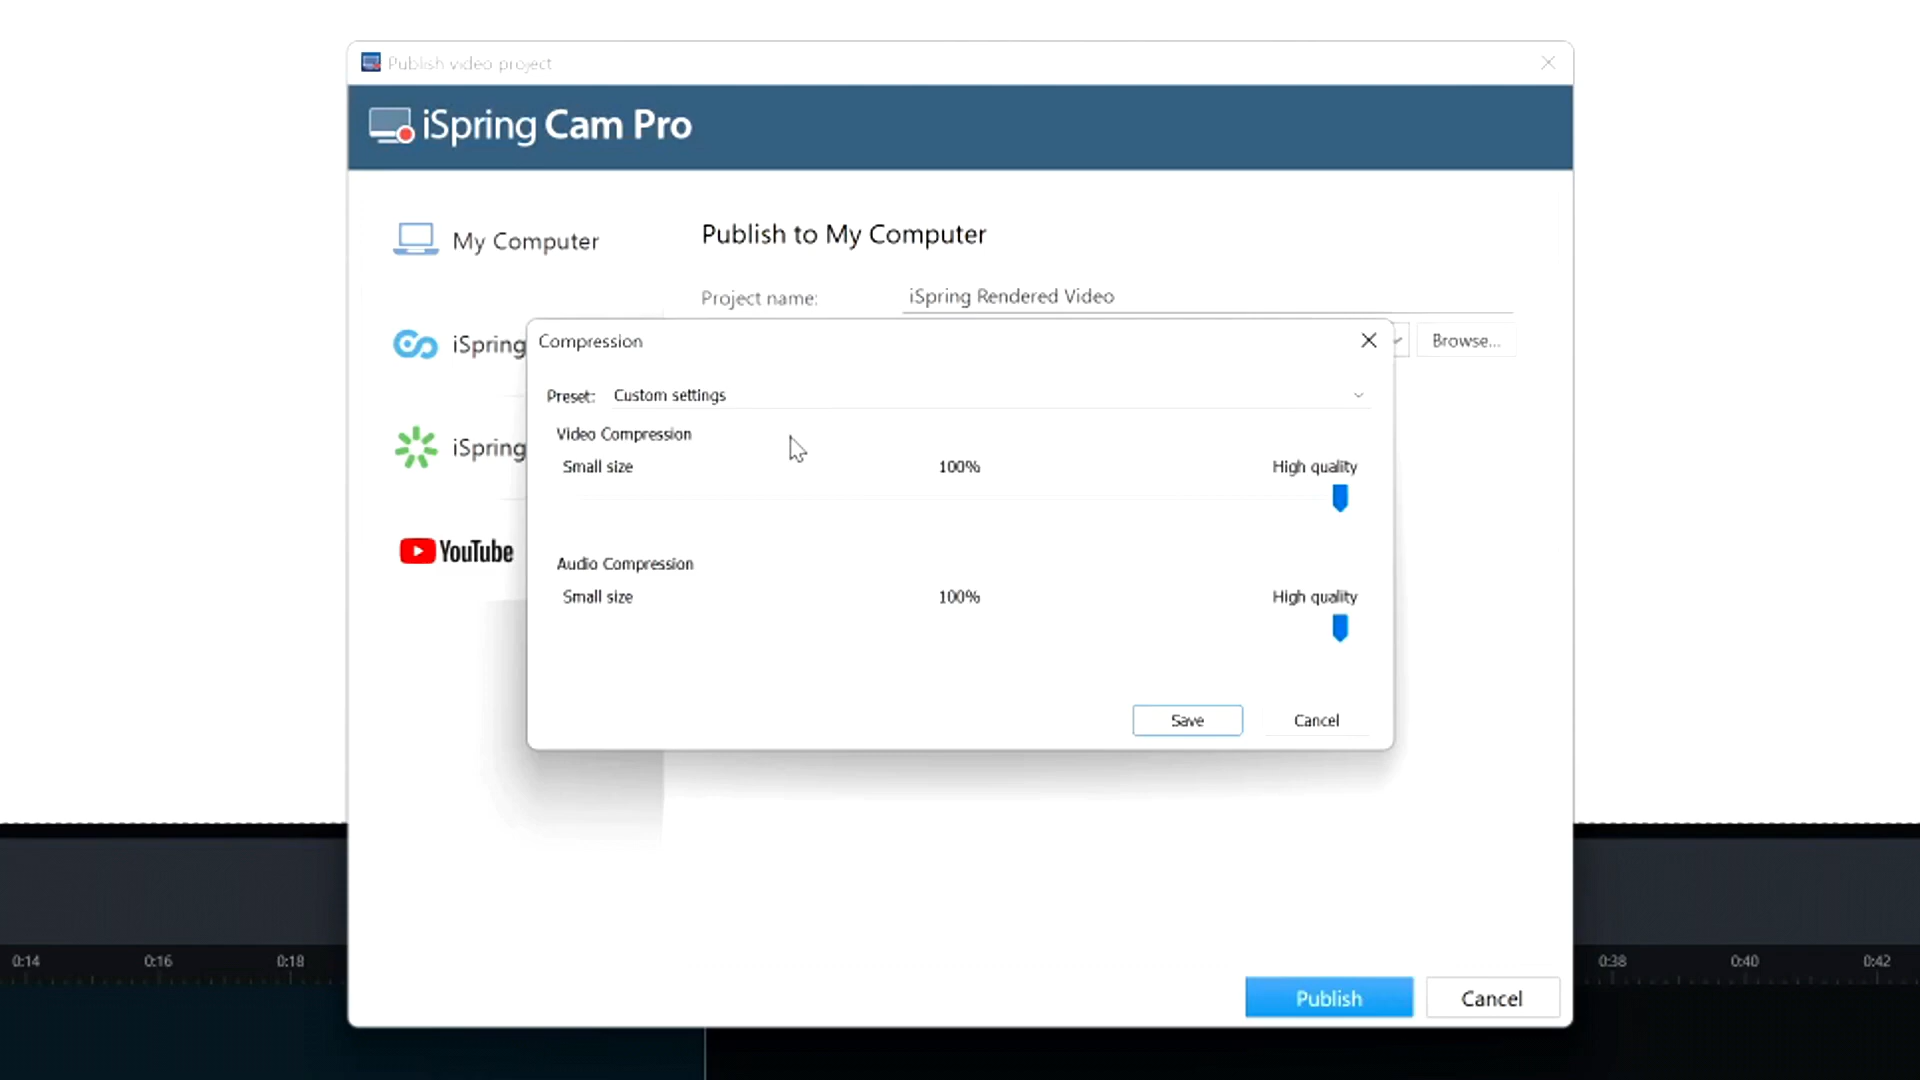 Publish video project
iSpring Cam Pro
My Computer
Publish to My Computer
Project name: iSpring Rendered Video
iSpring
Compression
Browse...
Preset: Custom settings
Video Compression
iSpring
Small size 100% High quality
YouTube
Audio Compression
Small size 100% High quality
Save Cancel
0:14 0:16 0:18 0:38 0:40 0:42
Publish Cancel